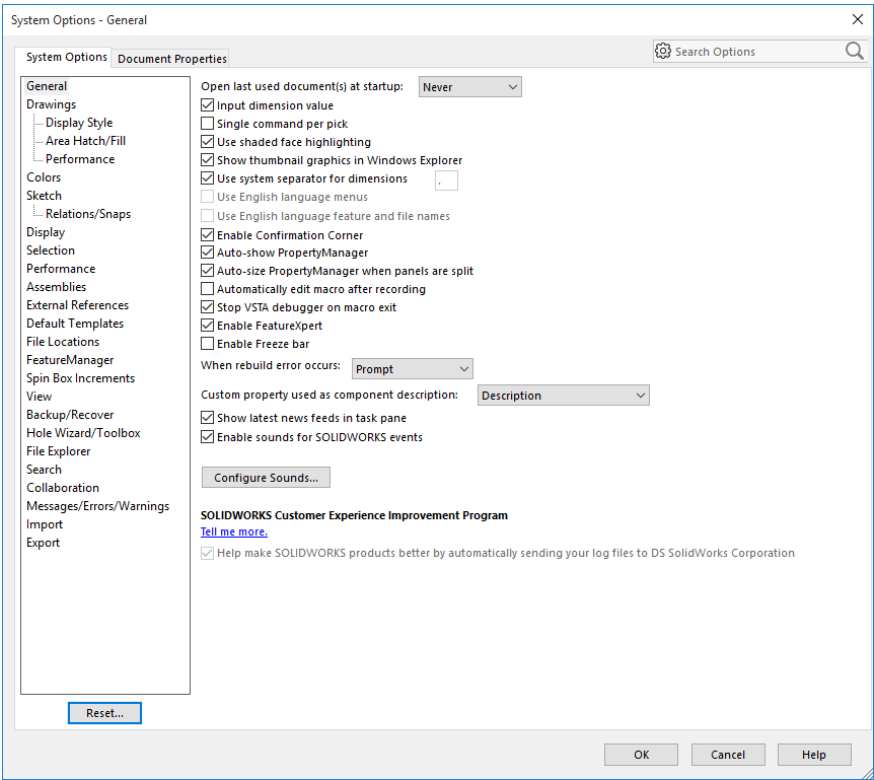 System Options - General
System Options Document Properties
Search Options
General
Drawings
Display Style
Area Hatch/Fill
Performance
Colors
Sketch
Relations/Snaps
Display
Selection
Performance
Assemblies
External References
Default Templates
File Locations
FeatureManager
Spin Box Increments
View
Backup/Recover
Hole Wizard/Toolbox
File Explorer
Search
Collaboration
Messages/Errors/Warnings
Import
Export
Reset...
Open last used document(s) at startup: Never
Input dimension value
Single command per pick
Use shaded face highlighting
Show thumbnail graphics in Windows Explorer
Use system separator for dimensions .
Use English language menus
Use English language feature and file names
Enable Confirmation Corner
Auto-show PropertyManager
Auto-size PropertyManager when panels are split
Automatically edit macro after recording
Stop VSTA debugger on macro exit
Enable FeatureXpert
Enable Freeze bar
When rebuild error occurs: Prompt
Custom property used as component description: Description
Show latest news feeds in task pane
Enable sounds for SOLIDWORKS events
Configure Sounds...
SOLIDWORKS Customer Experience Improvement Program
Tell me more.
Help make SOLIDWORKS products better by automatically sending your log files to DS SolidWorks Corporation
OK Cancel Help